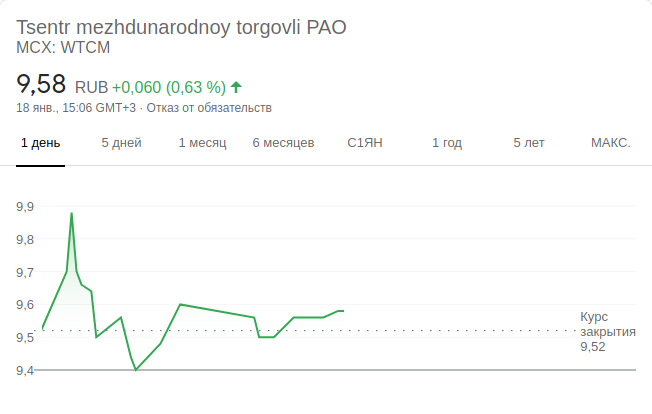 Tsentr mezhdunarodnoy torgovli PAO
MCX: WTCM
9,58 RUB +0,060 (0,63 %)
18 янв., 15:06 GMT+3 · Отказ от обязательств
1 день 5 дней 1 месяц 6 месяцев С1ЯН 1 год 5 лет МАКС.
9,9
9,8
9,7
9,6
9,5
9,4
Курс
закрытия
9,52